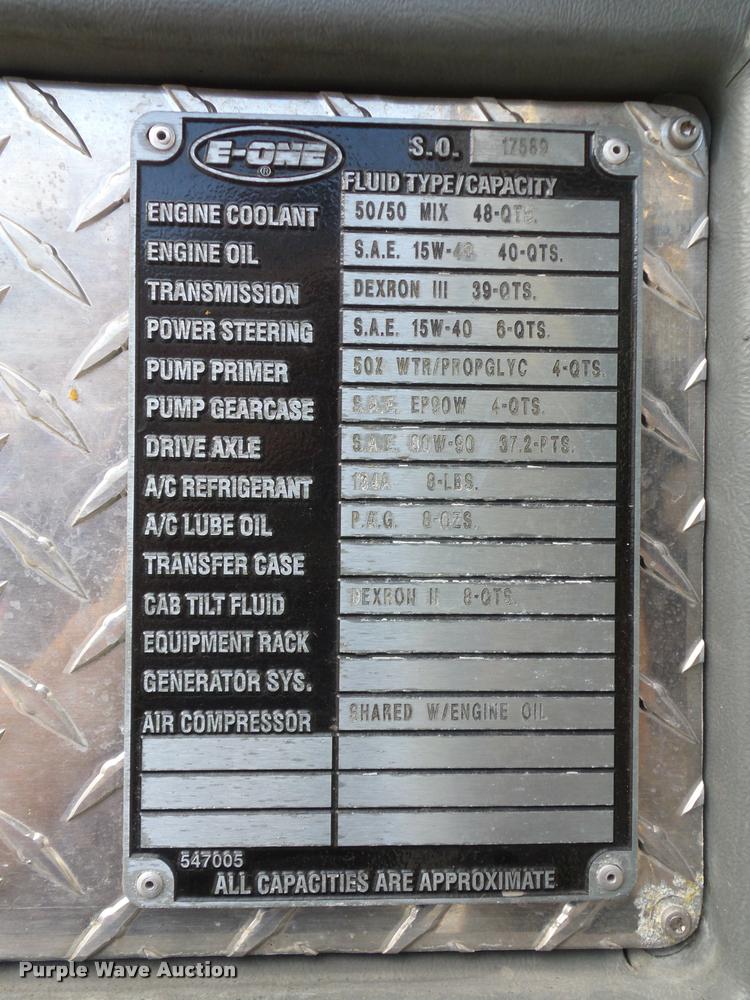 E-ONE ® S.O. 17589
FLUID TYPE/CAPACITY
ENGINE COOLANT 50/50 MIX 48-QTS.
ENGINE OIL S.A.E. 15W-40 40-QTS.
TRANSMISSION DEXRON III 39-QTS.
POWER STEERING S.A.E. 15W-40 6-QTS.
PUMP PRIMER 50% WTR/PROPGLYC 4-QTS.
PUMP GEARCASE S.A.E. EP90W 4-QTS.
DRIVE AXLE S.A.E. 80W-90 37.2-PTS.
A/C REFRIGERANT 134A 8-LBS.
A/C LUBE OIL P.A.G. 8-OZS.
TRANSFER CASE
CAB TILT FLUID DEXRON II 8-QTS.
EQUIPMENT RACK
GENERATOR SYS.
AIR COMPRESSOR SHARED W/ENGINE OIL
547005
ALL CAPACITIES ARE APPROXIMATE
Purple Wave Auction